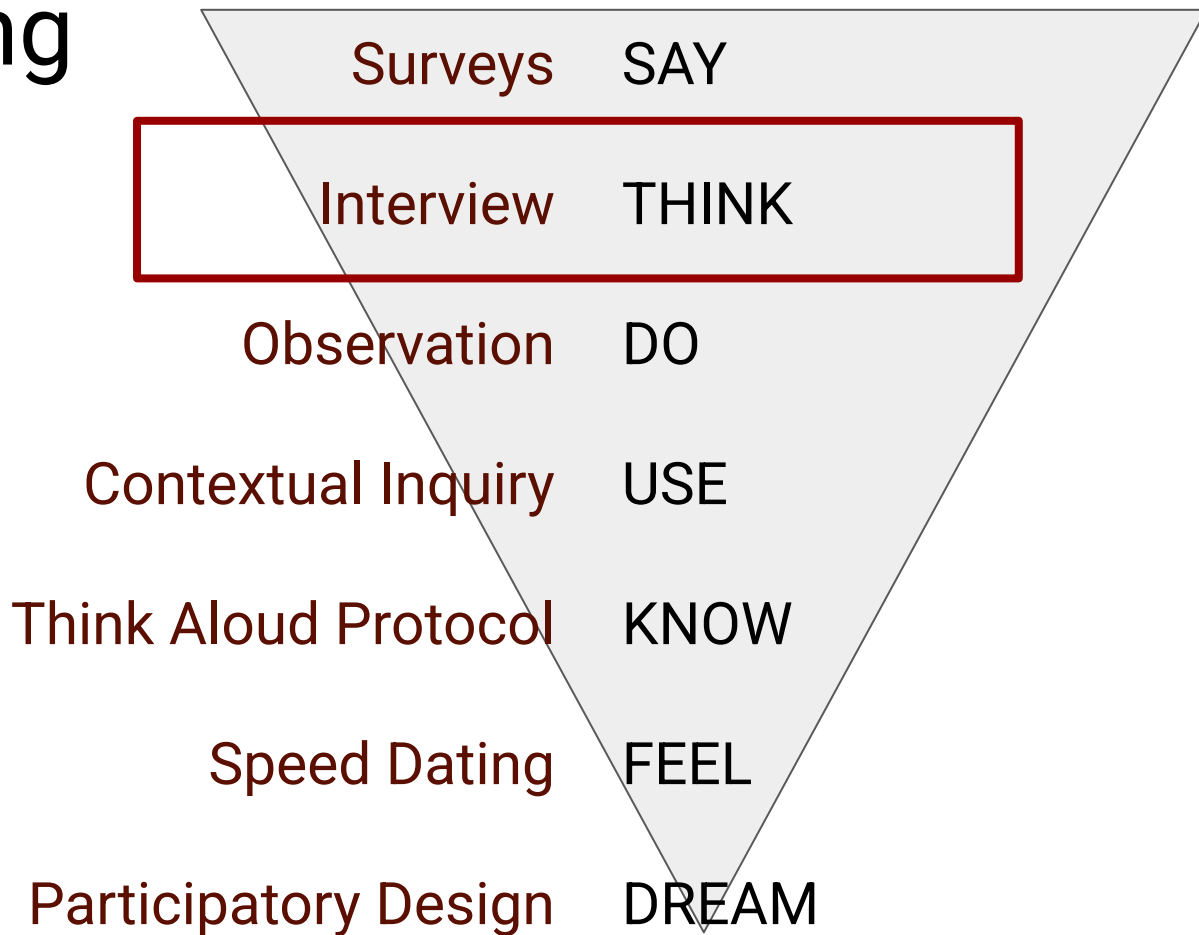 Surveys SAY
Interview THINK
Observation DO
Contextual Inquiry USE
Think Aloud Protocol KNOW
Speed Dating FEEL
Participatory Design DREAM